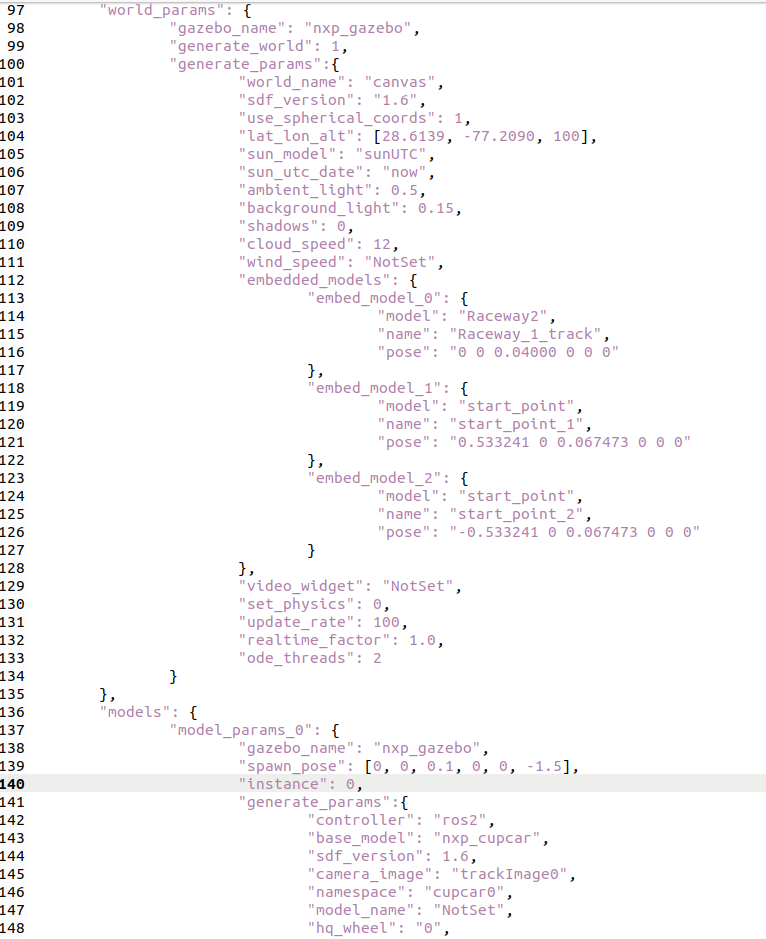 97 "world_params": {
98 "gazebo_name": "nxp_gazebo",
99 "generate_world": 1,
100 "generate_params":{
101 "world_name": "canvas",
102 "sdf_version": "1.6",
103 "use_spherical_coords": 1,
104 "lat_lon_alt": [28.6139, -77.2090, 100],
105 "sun_model": "sunUTC",
106 "sun_utc_date": "now",
107 "ambient_light": 0.5,
108 "background_light": 0.15,
109 "shadows": 0,
110 "cloud_speed": 12,
111 "wind_speed": "NotSet",
112 "embedded_models": {
113 "embed_model_0": {
114 "model": "Raceway2",
115 "name": "Raceway_1_track",
116 "pose": "0 0 0.04000 0 0 0"
117 },
118 "embed_model_1": {
119 "model": "start_point",
120 "name": "start_point_1",
121 "pose": "0.533241 0 0.067473 0 0 0"
122 },
123 "embed_model_2": {
124 "model": "start_point",
125 "name": "start_point_2",
126 "pose": "-0.533241 0 0.067473 0 0 0"
127 }
128 },
129 "video_widget": "NotSet",
130 "set_physics": 0,
131 "update_rate": 100,
132 "realtime_factor": 1.0,
133 "ode_threads": 2
134 }
135 },
136 "models": {
137 "model_params_0": {
138 "gazebo_name": "nxp_gazebo",
139 "spawn_pose": [0, 0, 0.1, 0, 0, -1.5],
140 "instance": 0,
141 "generate_params":{
142 "controller": "ros2",
143 "base_model": "nxp_cupcar",
144 "sdf_version": 1.6,
145 "camera_image": "trackImage0",
146 "namespace": "cupcar0",
147 "model_name": "NotSet",
148 "hq_wheel": "0",